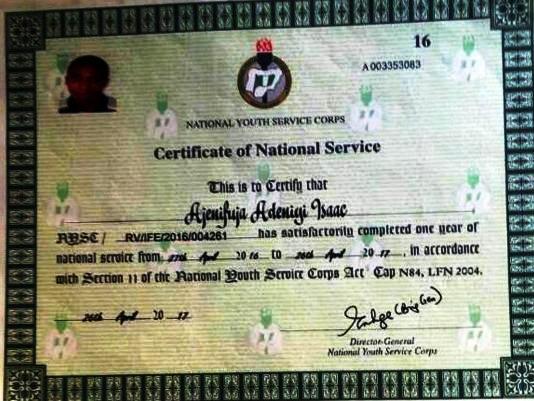 16
A 003353083
NATIONAL YOUTH SERVICE CORPS
Certificate of National Service
This is to Certify that
Ajenifuja Adeniyi Isaac
RV/IFE/2016/004261 has satisfactorily completed one year of
national service from 27th April 2016 to 26th April 2017, in accordance
with Section 11 of the National Youth Service Corps Act Cap N84, LFN 2004.
26th April 2017
Director-General
National Youth Service Corps